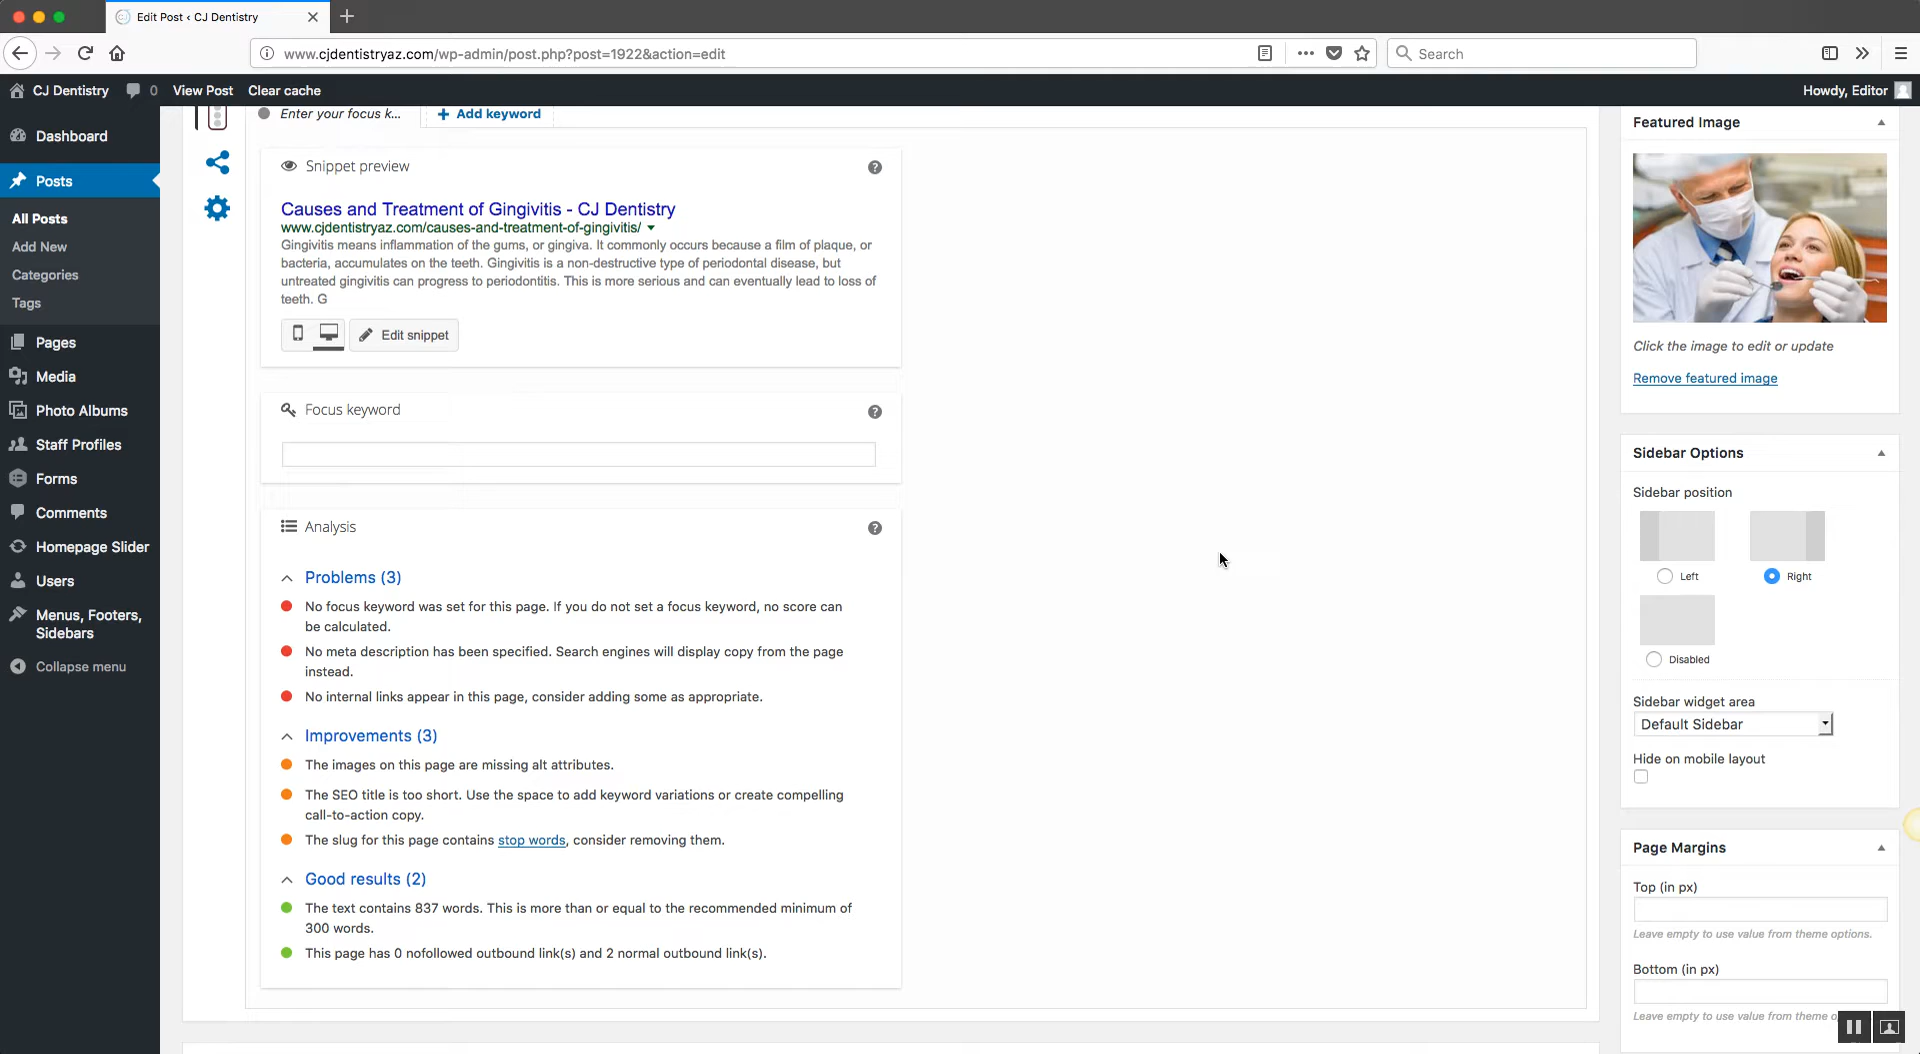 Edit Post ‹ CJ Dentistry
www.cjdentistryaz.com/wp-admin/post.php?post=1922&action=edit
Search
CJ Dentistry
0
View Post
Clear cache
Howdy, Editor
Dashboard
Posts
All Posts
Add New
Categories
Tags
Pages
Media
Photo Albums
Staff Profiles
Forms
Comments
Homepage Slider
Users
Menus, Footers,
Sidebars
Collapse menu
Enter your focus k...
+ Add keyword
Snippet preview
?
Causes and Treatment of Gingivitis - CJ Dentistry
www.cjdentistryaz.com/causes-and-treatment-of-gingivitis/
Gingivitis means inflammation of the gums, or gingiva. It commonly occurs because a film of plaque, or
bacteria, accumulates on the teeth. Gingivitis is a non-destructive type of periodontal disease, but
untreated gingivitis can progress to periodontitis. This is more serious and can eventually lead to loss of
teeth. G
Edit snippet
Focus keyword
?
Analysis
?
Problems (3)
No focus keyword was set for this page. If you do not set a focus keyword, no score can
be calculated.
No meta description has been specified. Search engines will display copy from the page
instead.
No internal links appear in this page, consider adding some as appropriate.
Improvements (3)
The images on this page are missing alt attributes.
The SEO title is too short. Use the space to add keyword variations or create compelling
call-to-action copy.
The slug for this page contains stop words, consider removing them.
Good results (2)
The text contains 837 words. This is more than or equal to the recommended minimum of
300 words.
This page has 0 nofollowed outbound link(s) and 2 normal outbound link(s).
Featured Image
Click the image to edit or update
Remove featured image
Sidebar Options
Sidebar position
Left
Right
Disabled
Sidebar widget area
Default Sidebar
Hide on mobile layout
Page Margins
Top (in px)
Leave empty to use value from theme options.
Bottom (in px)
Leave empty to use value from theme o